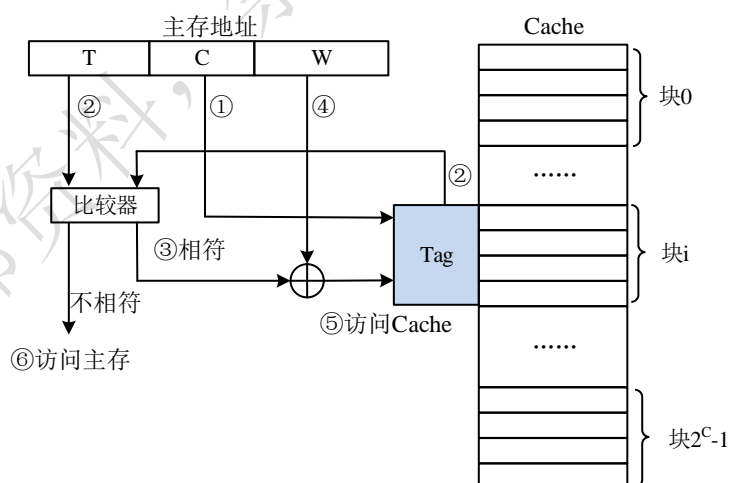 主存地址
Cache
T C W
② ① ④
块0
……
②
比较器
③相符
Tag
块i
不相符
⑤访问Cache
……
⑥访问主存
块2^C-1
资料，